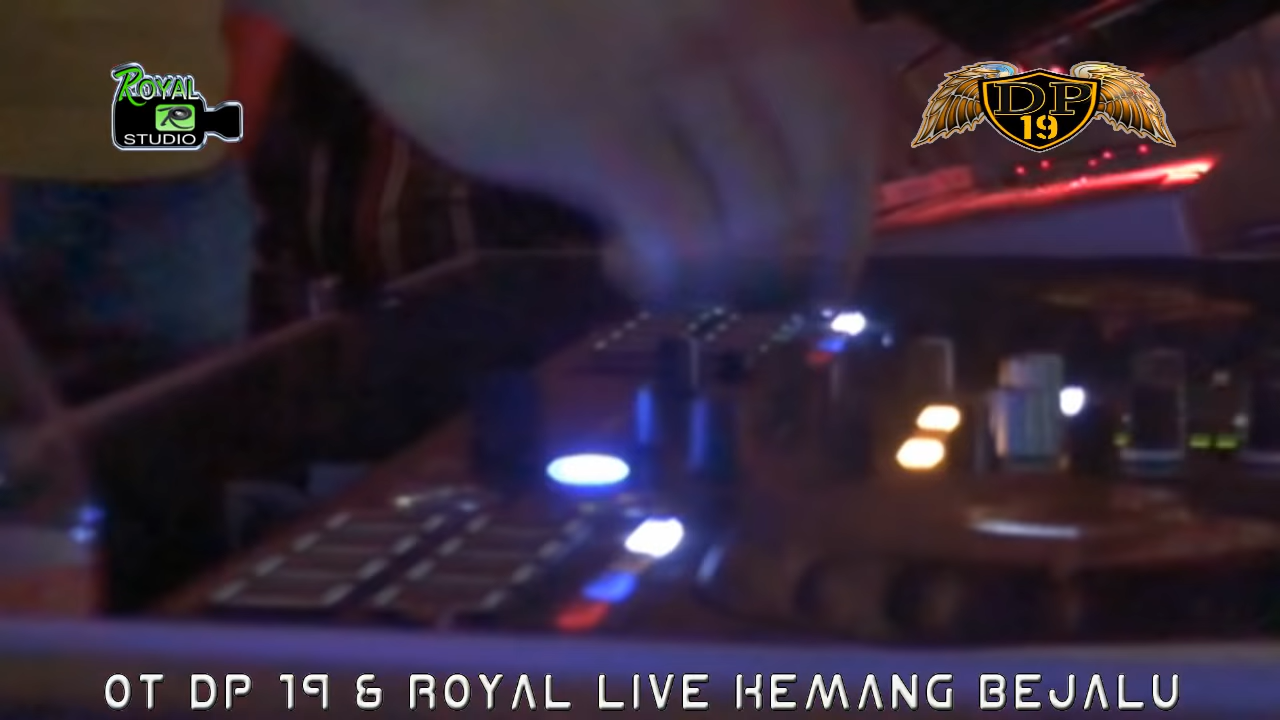 ROYAL
R
STUDIO
DP
19
OT DP 19 & ROYAL LIVE KEMANG BEJALU